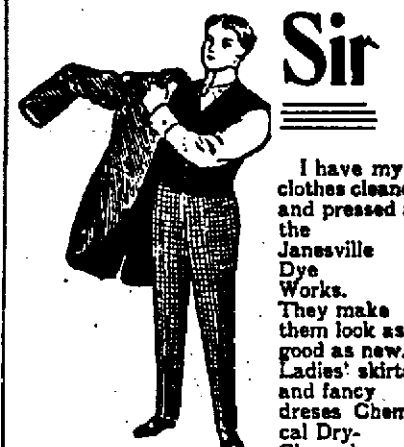 Sir
I have my
clothes cleane
and pressed a
the
Janesville
Dye
Works.
They make
them look as
good as new.
Ladies' skirts
and fancy
dreses Chem
cal Dry-